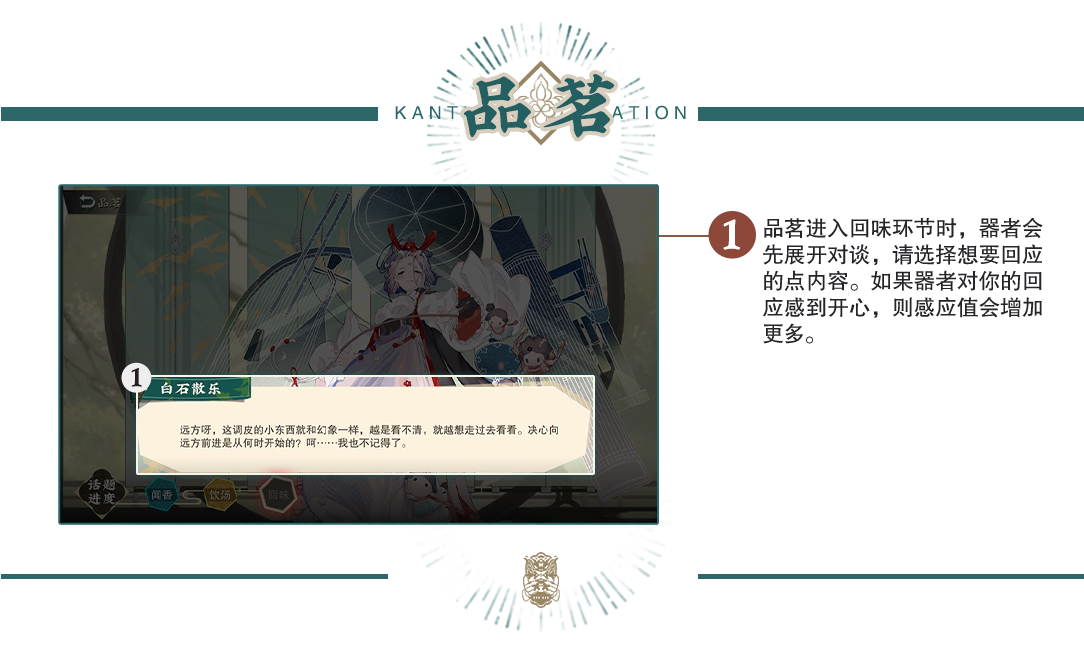 KANT
品茗
ATION
品茗
1
品茗进入回味环节时，器者会
先展开对谈，请选择想要回应
的点内容。如果器者对你的回
应感到开心，则感应值会增加
更多。
1
白石散乐
远方呀，这调皮的小东西就和幻象一样，越是看不清，就越想走过去看看。决心向
远方前进是从何时开始的？呵……我也不记得了。
话题
进度
闻香
饮汤
回味